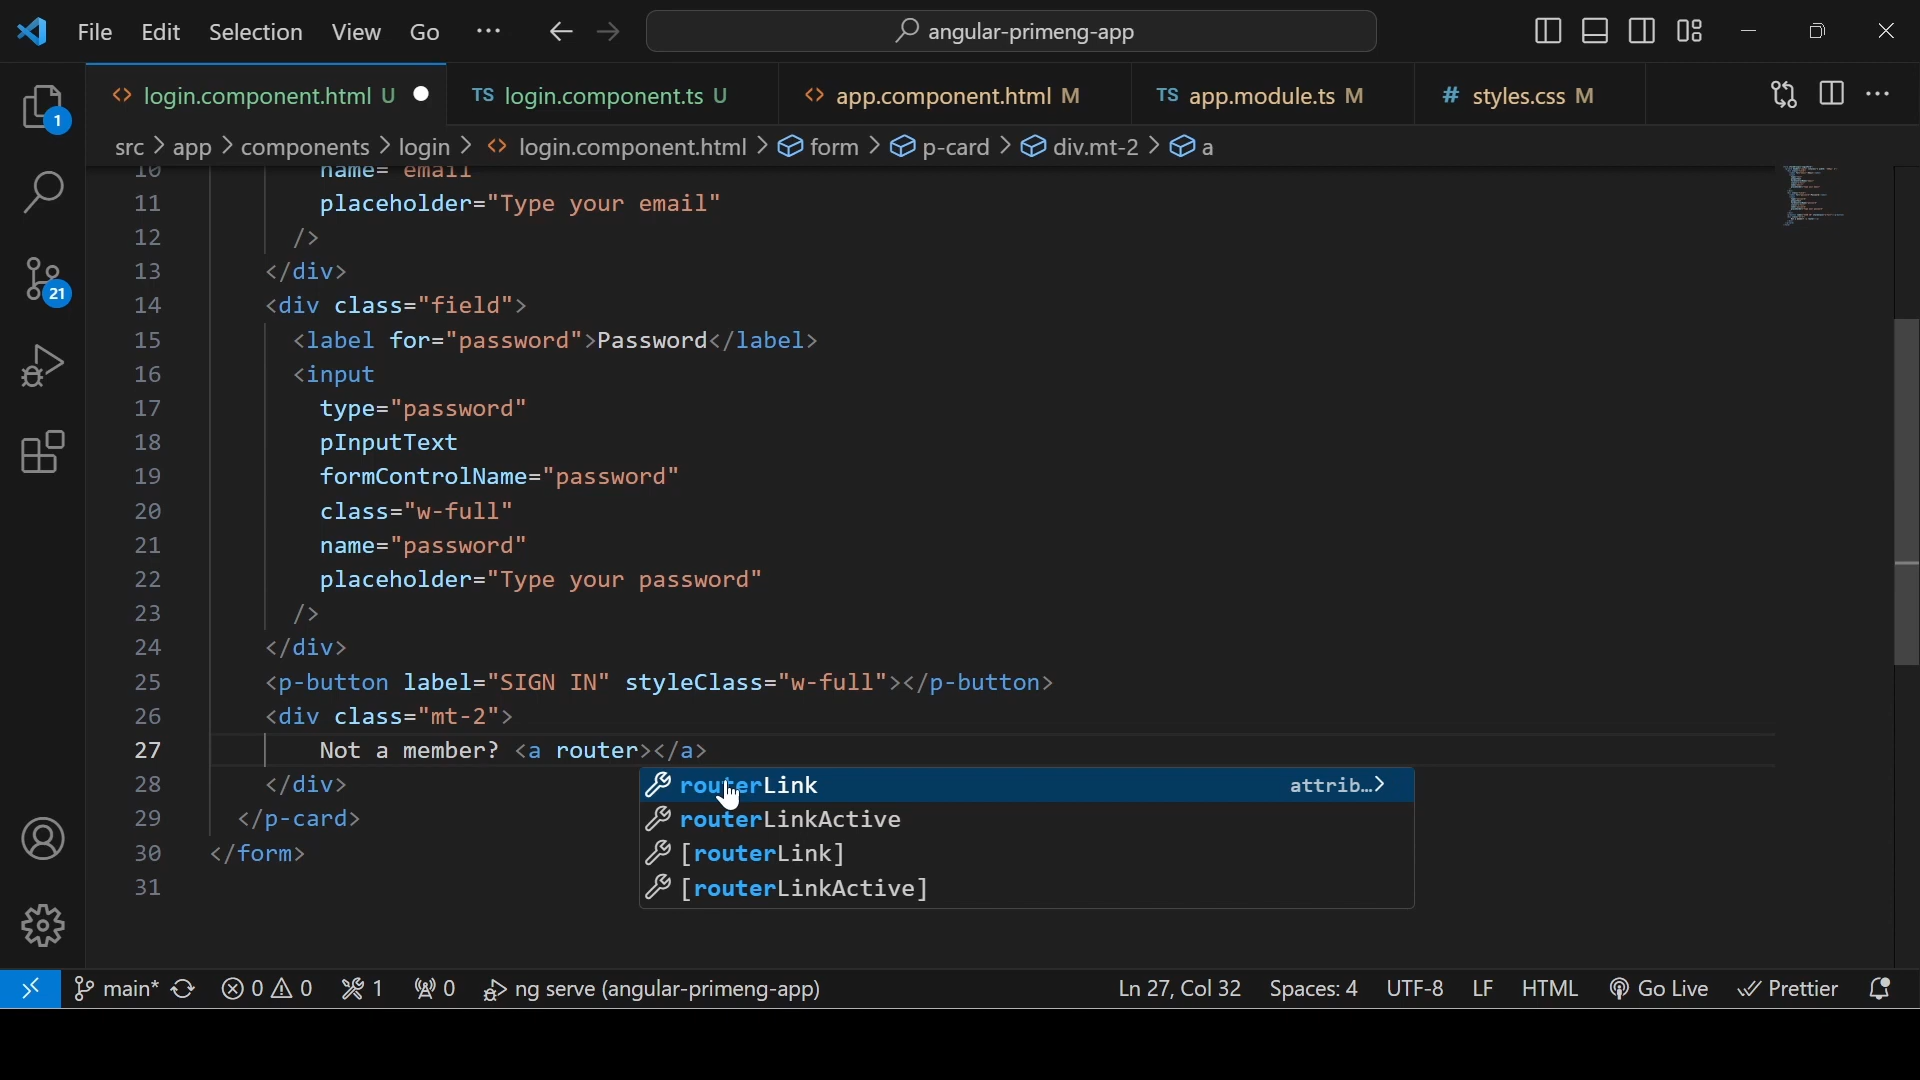 File Edit Selection View Go ··· angular-primeng-app
login.component.html U TS login.component.ts U app.component.html M TS app.module.ts M # styles.css M
src > app > components > login > login.component.html > form > p-card > div.mt-2 > a
1
21
10 name="email"
11 placeholder="Type your email"
12 />
13 </div>
14 <div class="field">
15 <label for="password">Password</label>
16 <input
17 type="password"
18 pInputText
19 formControlName="password"
20 class="w-full"
21 name="password"
22 placeholder="Type your password"
23 />
24 </div>
25 <p-button label="SIGN IN" styleClass="w-full"></p-button>
26 <div class="mt-2">
27 Not a member? <a router></a>
28 </div>
29 </p-card>
30 </form>
31
routerLink attrib...>
routerLinkActive
[routerLink]
[routerLinkActive]
main* 0 0 1 0 ng serve (angular-primeng-app) Ln 27, Col 32 Spaces: 4 UTF-8 LF HTML Go Live Prettier